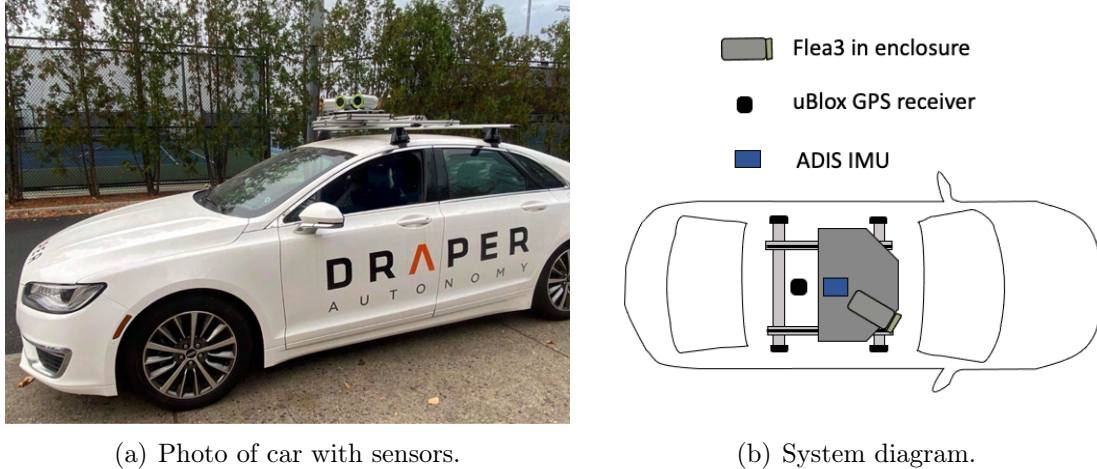 DRAPER
AUTONOMY
Flea3 in enclosure
uBlox GPS receiver
ADIS IMU
(a) Photo of car with sensors.
(b) System diagram.